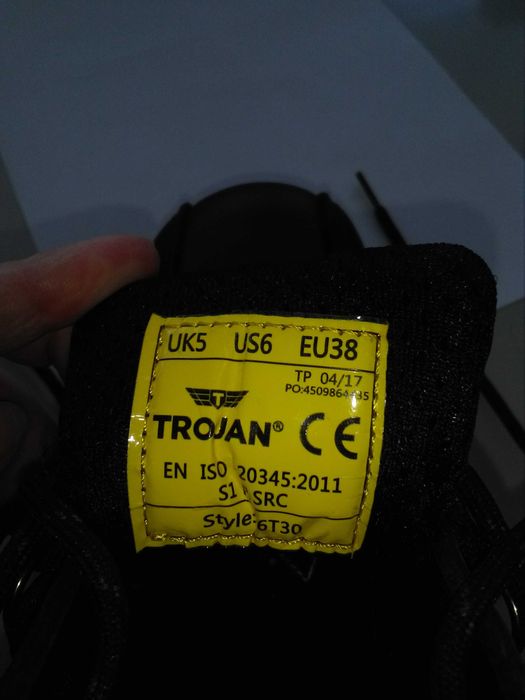 UK5 US6 EU38
TP 04/17
TROJAN® CE
EN ISO 20345:2011
S1 SRC
Style:6T30